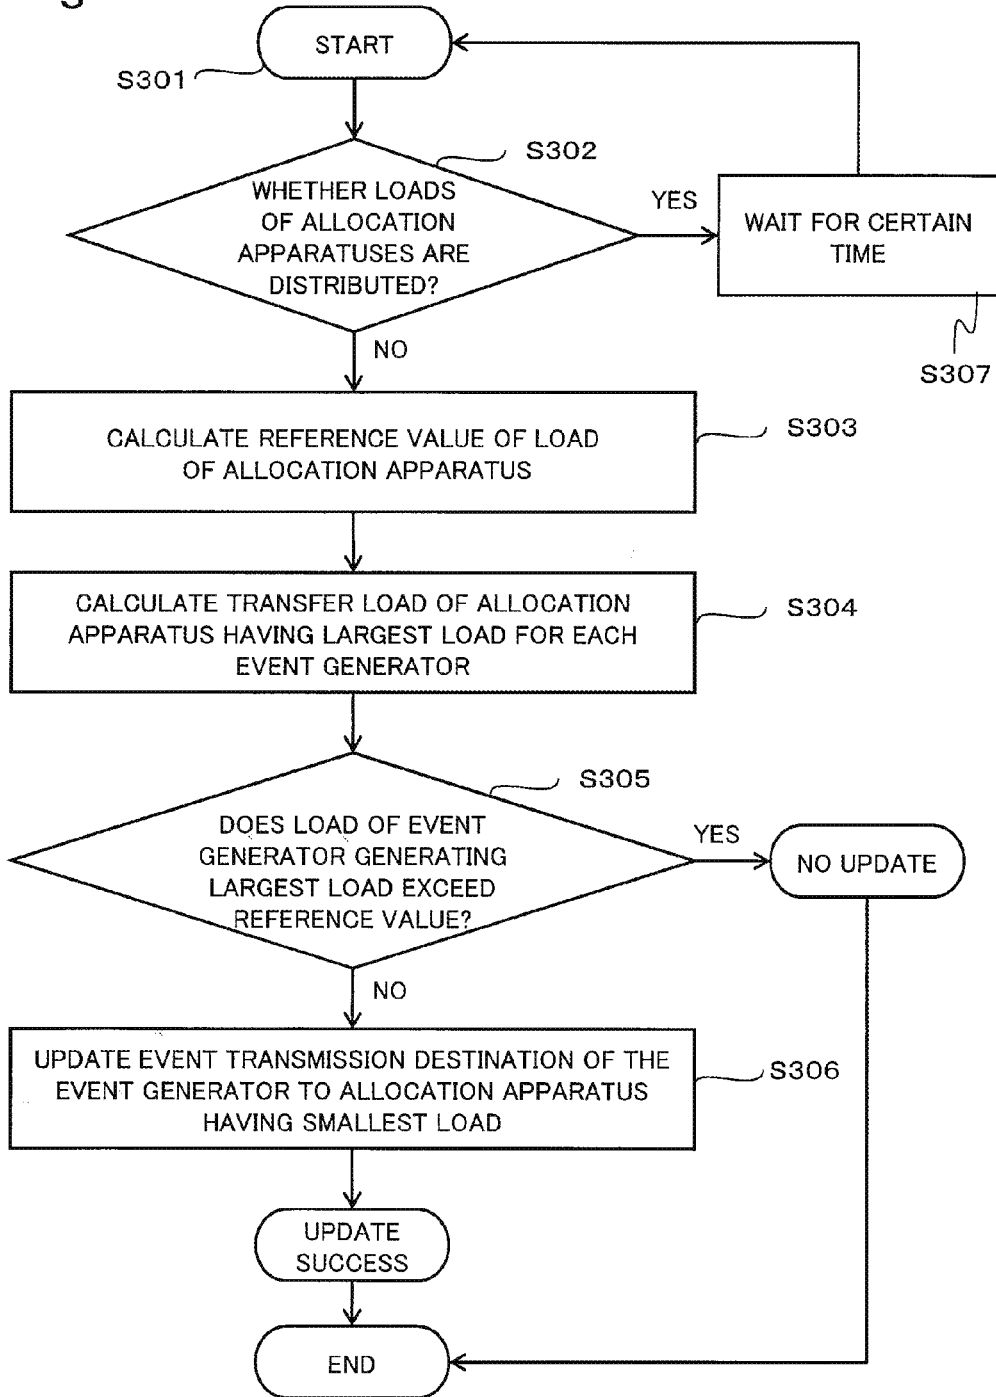 START
S301
S302
WHETHER LOADS
OF ALLOCATION
APPARATUSES ARE
DISTRIBUTED?
YES
WAIT FOR CERTAIN
TIME
S307
NO
CALCULATE REFERENCE VALUE OF LOAD
OF ALLOCATION APPARATUS
S303
CALCULATE TRANSFER LOAD OF ALLOCATION
APPARATUS HAVING LARGEST LOAD FOR EACH
EVENT GENERATOR
S304
S305
DOES LOAD OF EVENT
GENERATOR GENERATING
LARGEST LOAD EXCEED
REFERENCE VALUE?
YES
NO UPDATE
NO
UPDATE EVENT TRANSMISSION DESTINATION OF THE
EVENT GENERATOR TO ALLOCATION APPARATUS
HAVING SMALLEST LOAD
S306
UPDATE
SUCCESS
END